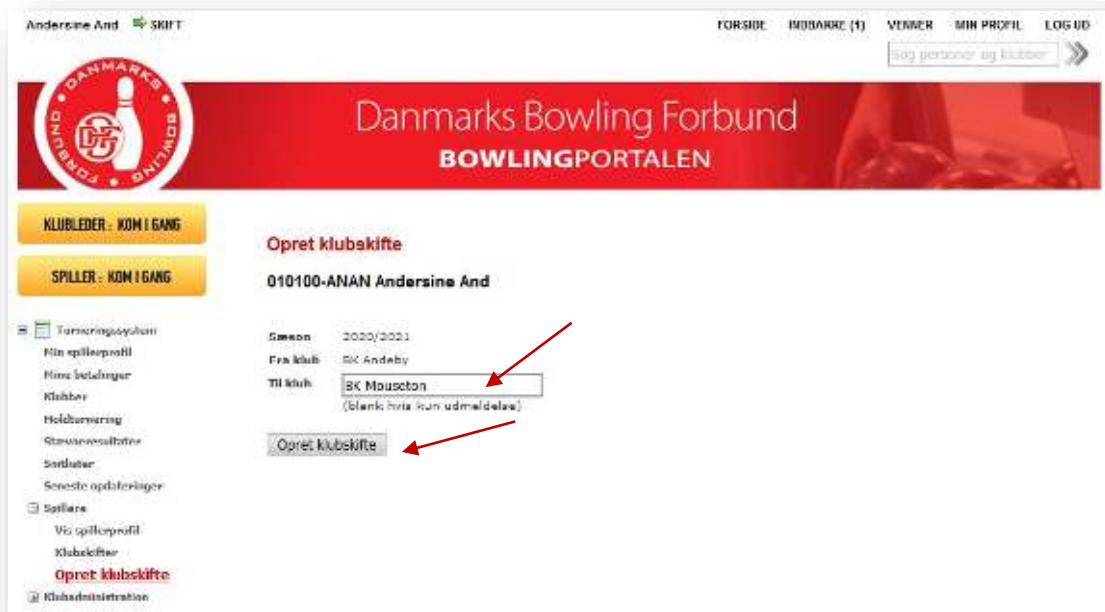 Andersine And SKIFT
FORSIDE INDBAKKE (1) VENNER MIN PROFIL LOG UD
Søg personer og klubber
DANMARKS BOWLING FORBUND
Danmarks Bowling Forbund
BOWLINGPORTALEN
KLUBLEDER : KOM I GANG
SPILLER : KOM I GANG
Opret klubskifte
010100-ANAN Andersine And
Sæson 2020/2021
Fra klub BK Andeby
Til klub BK Mouseton
(blank hvis kun udmeldelse)
Opret klubskifte
Turneringssystem
Min spillerprofil
Mine betalinger
Klubber
Holdturnering
Stævneresultater
Snitlister
Seneste opdateringer
Spillere
Vis spillerprofil
Klubskifter
Opret klubskifte
Klubadministration